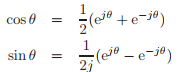 cos θ = 1/2 (e^{jθ} + e^{-jθ})
sin θ = 1/2j (e^{jθ} − e^{-jθ})